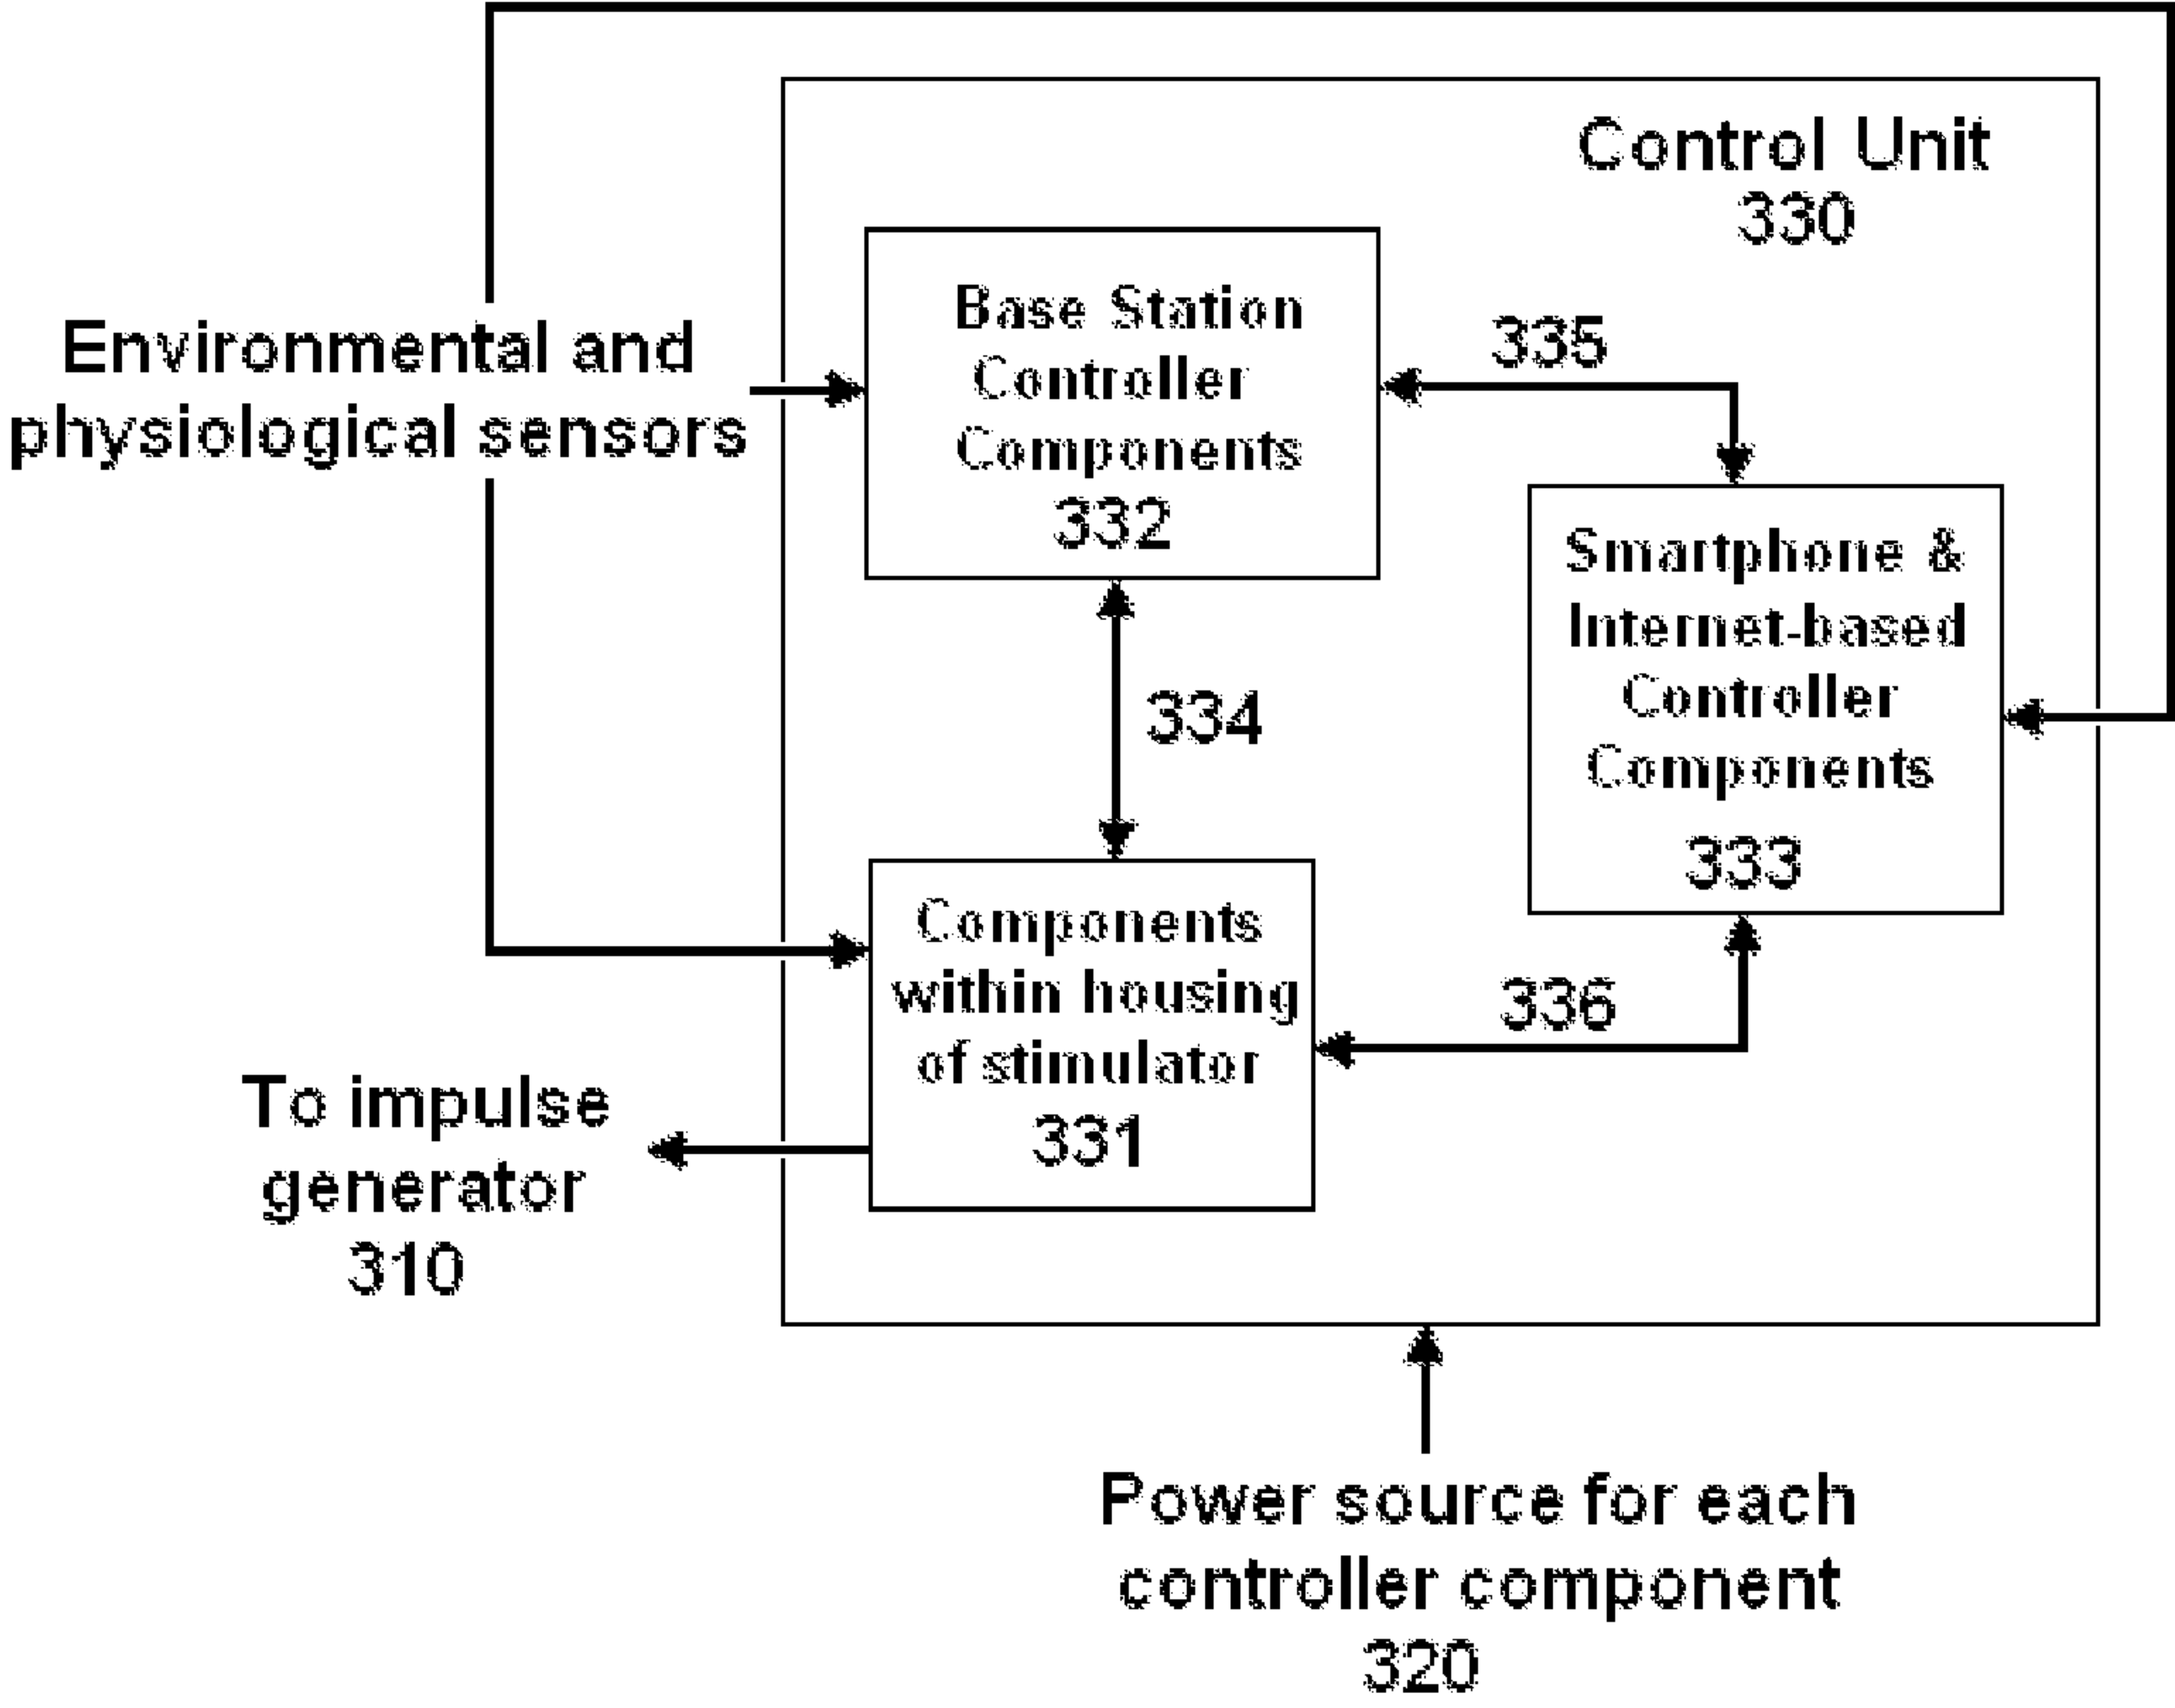 Control Unit
330
Base Station
Controller
Components
332
335
Environmental and
physiological sensors
Smartphone &
Internet-based
Controller
Components
333
334
Components
within housing
of stimulator
331
336
To impulse
generator
310
Power source for each
controller component
320